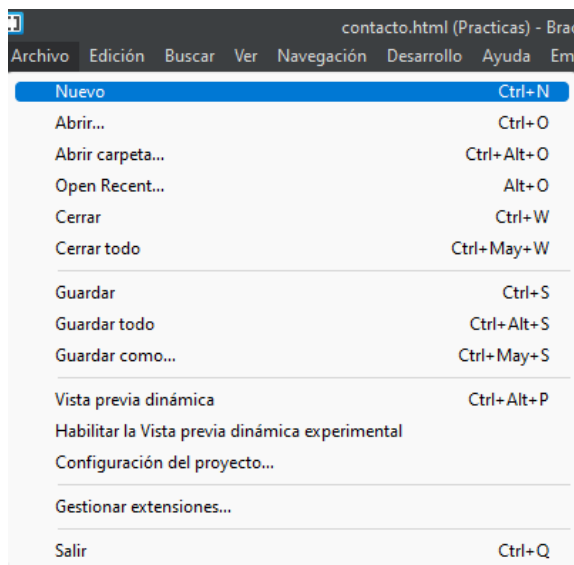 contacto.html (Practicas) - Brac
Archivo Edición Buscar Ver Navegación Desarrollo Ayuda Em
Nuevo Ctrl+N
Abrir... Ctrl+O
Abrir carpeta... Ctrl+Alt+O
Open Recent... Alt+O
Cerrar Ctrl+W
Cerrar todo Ctrl+May+W
Guardar Ctrl+S
Guardar todo Ctrl+Alt+S
Guardar como... Ctrl+May+S
Vista previa dinámica Ctrl+Alt+P
Habilitar la Vista previa dinámica experimental
Configuración del proyecto...
Gestionar extensiones...
Salir Ctrl+Q